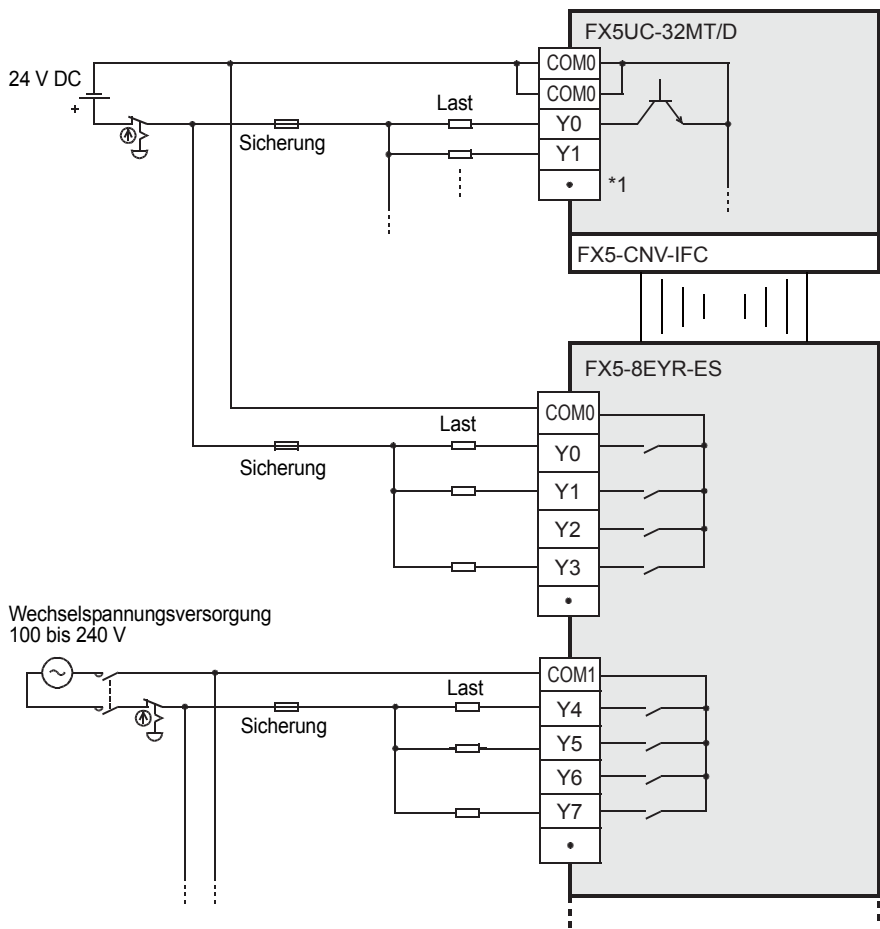 FX5UC-32MT/D
24 V DC
+
COM0
COM0
Last
Y0
Sicherung
Y1
*1
FX5-CNV-IFC
FX5-8EYR-ES
COM0
Last
Y0
Sicherung
Y1
Y2
Y3
Wechselspannungsversorgung
100 bis 240 V
COM1
Last
Y4
Sicherung
Y5
Y6
Y7